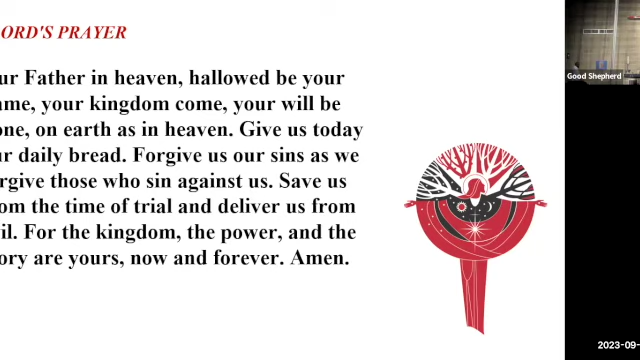 ORD'S PRAYER
ur Father in heaven, hallowed be your
ame, your kingdom come, your will be
one, on earth as in heaven. Give us today
ur daily bread. Forgive us our sins as we
rgive those who sin against us. Save us
om the time of trial and deliver us from
il. For the kingdom, the power, and the
ory are yours, now and forever. Amen.
Good Shepherd
2023-09-